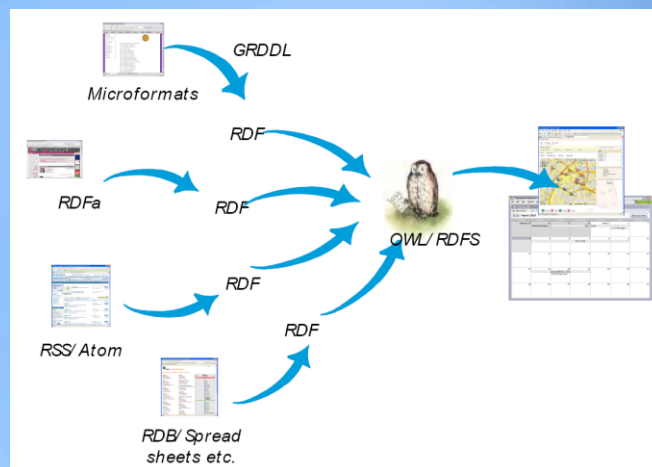 GRDDL
Microformats
RDF
RDFa
RDF
OWL/RDFS
RDF
RSS/Atom
RDF
RDB/Spread
sheets etc.